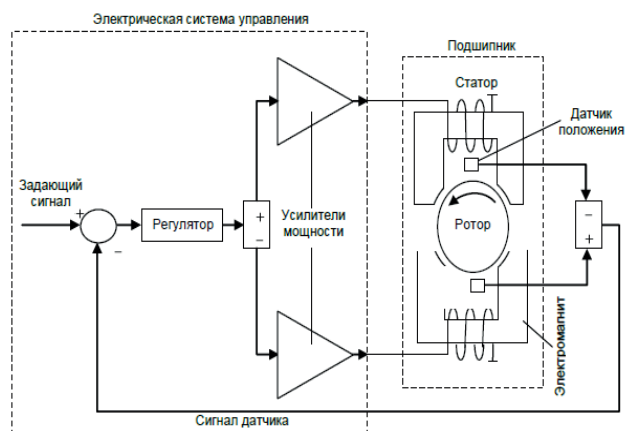 Электрическая система управления
Подшипник
Статор
Датчик
положения
Задающий
сигнал
+
−
Регулятор
+
−
Усилители
мощности
Ротор
−
+
Электромагнит
Сигнал датчика